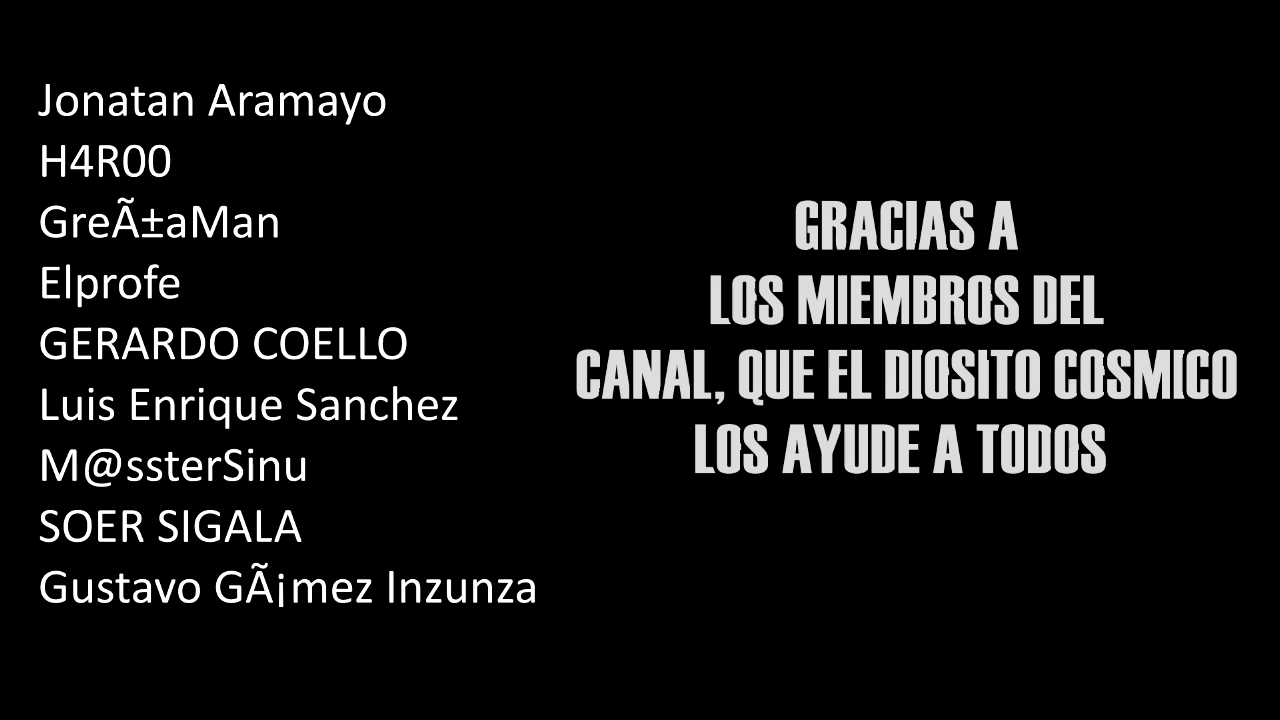 Jonatan Aramayo
H4R00
GreÃ±aMan
Elprofe
GERARDO COELLO
Luis Enrique Sanchez
M@ssterSinu
SOER SIGALA
Gustavo GÃ¡mez Inzunza
GRACIAS A
LOS MIEMBROS DEL
CANAL, QUE EL DIOSITO COSMICO
LOS AYUDE A TODOS